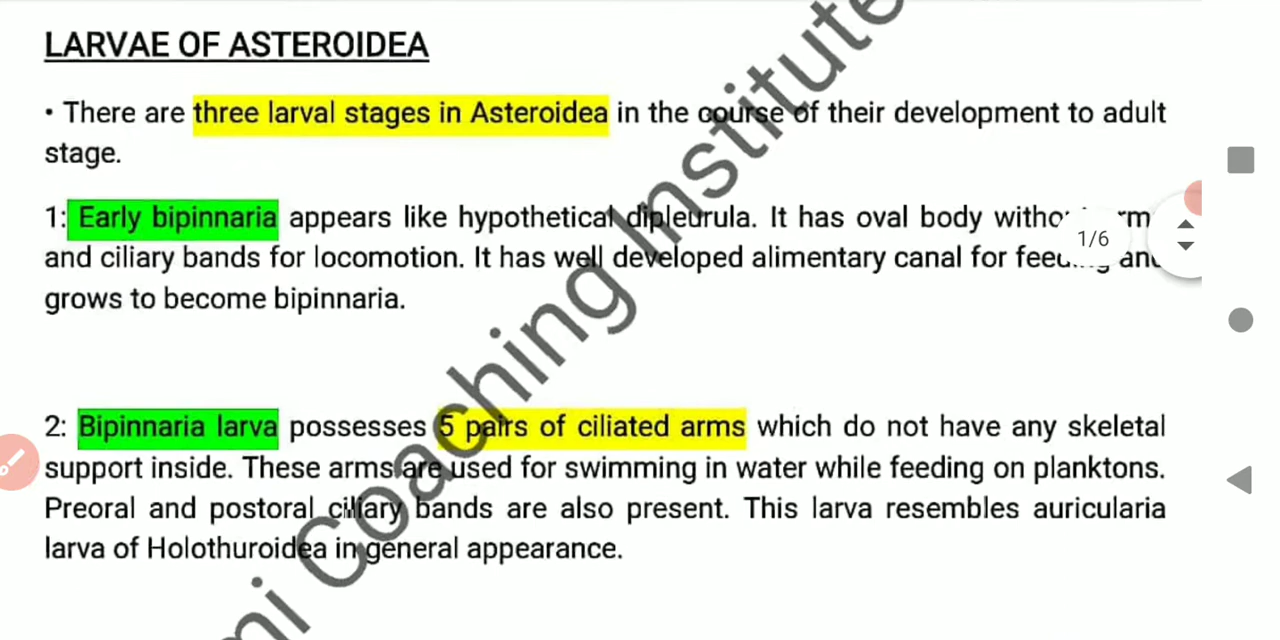 LARVAE OF ASTEROIDEA
• There are three larval stages in Asteroidea in the course of their development to adult
stage.
1: Early bipinnaria appears like hypothetical dipleurula. It has oval body
1/6
and ciliary bands for locomotion. It has well developed alimentary canal for
grows to become bipinnaria.
2: Bipinnaria larva possesses 5 pairs of ciliated arms which do not have any skeletal
support inside. These arms are used for swimming in water while feeding on planktons.
Preoral and postoral ciliary bands are also present. This larva resembles auricularia
larva of Holothuroidea in general appearance.
Coaching Institute